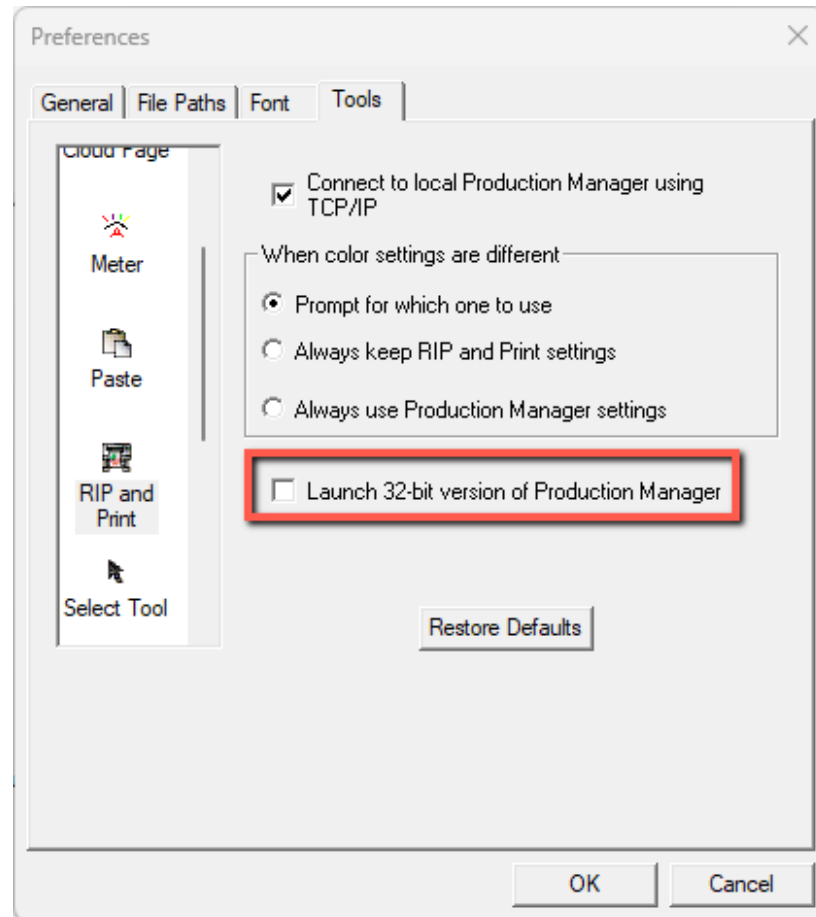 Preferences
General
File Paths
Font
Tools
Cloud Page
Meter
Paste
RIP and
Print
Select Tool
Connect to local Production Manager using
TCP/IP
When color settings are different
Prompt for which one to use
Always keep RIP and Print settings
Always use Production Manager settings
Launch 32-bit version of Production Manager
Restore Defaults
OK
Cancel